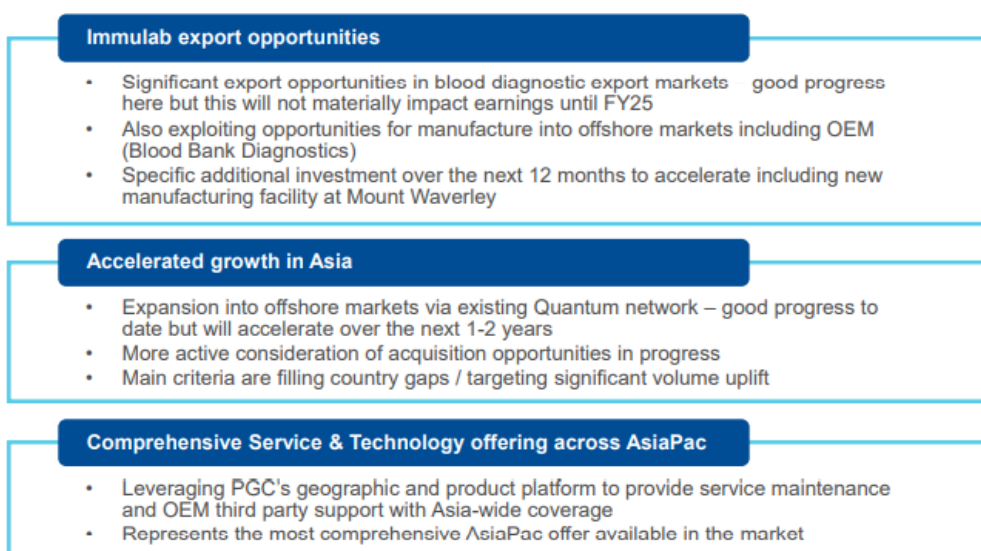 Immulab export opportunities
• Significant export opportunities in blood diagnostic export markets – good progress
here but this will not materially impact earnings until FY25
• Also exploiting opportunities for manufacture into offshore markets including OEM
(Blood Bank Diagnostics)
• Specific additional investment over the next 12 months to accelerate including new
manufacturing facility at Mount Waverley
Accelerated growth in Asia
• Expansion into offshore markets via existing Quantum network – good progress to
date but will accelerate over the next 1-2 years
• More active consideration of acquisition opportunities in progress
• Main criteria are filling country gaps / targeting significant volume uplift
Comprehensive Service & Technology offering across AsiaPac
• Leveraging PGC's geographic and product platform to provide service maintenance
and OEM third party support with Asia-wide coverage
• Represents the most comprehensive AsiaPac offer available in the market